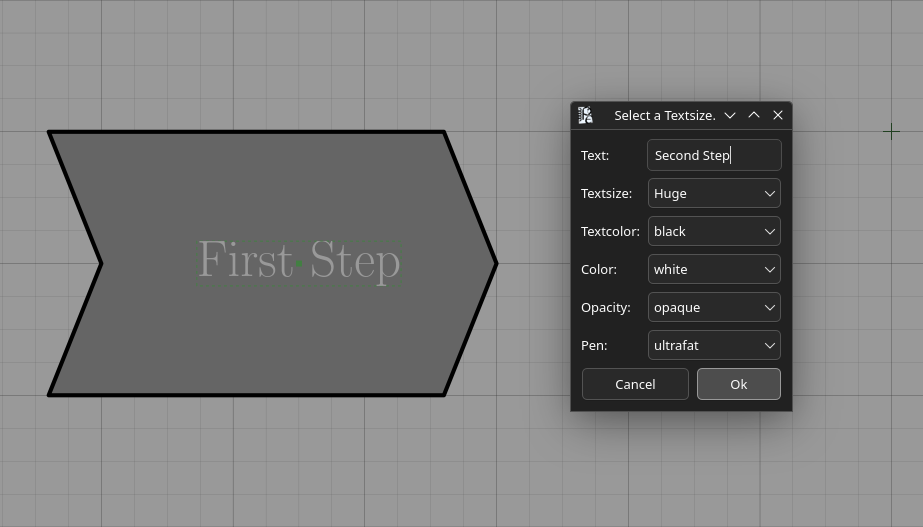 First Step
Select a Textsize.
Text: Second Step
Textsize: Huge
Textcolor: black
Color: white
Opacity: opaque
Pen: ultrafat
Cancel Ok